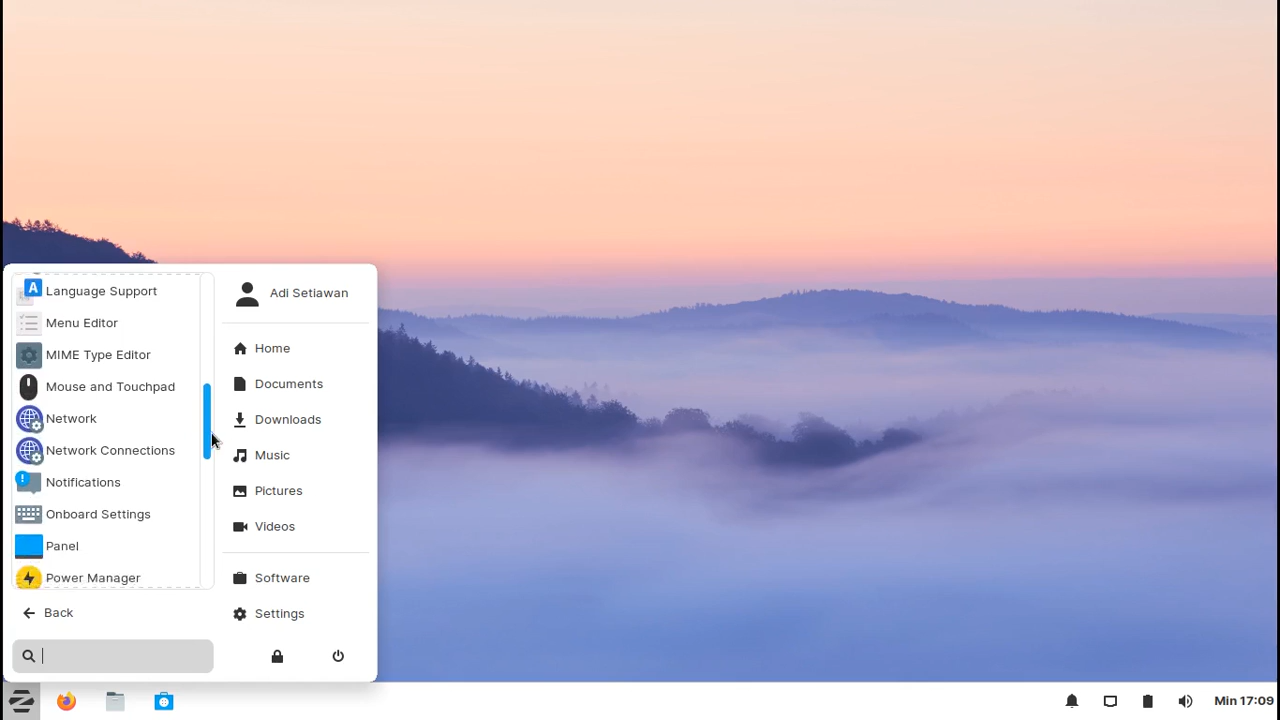 Language Support
Menu Editor
MIME Type Editor
Mouse and Touchpad
Network
Network Connections
Notifications
Onboard Settings
Panel
Power Manager
Back
Adi Setiawan
Home
Documents
Downloads
Music
Pictures
Videos
Software
Settings
Min 17:09